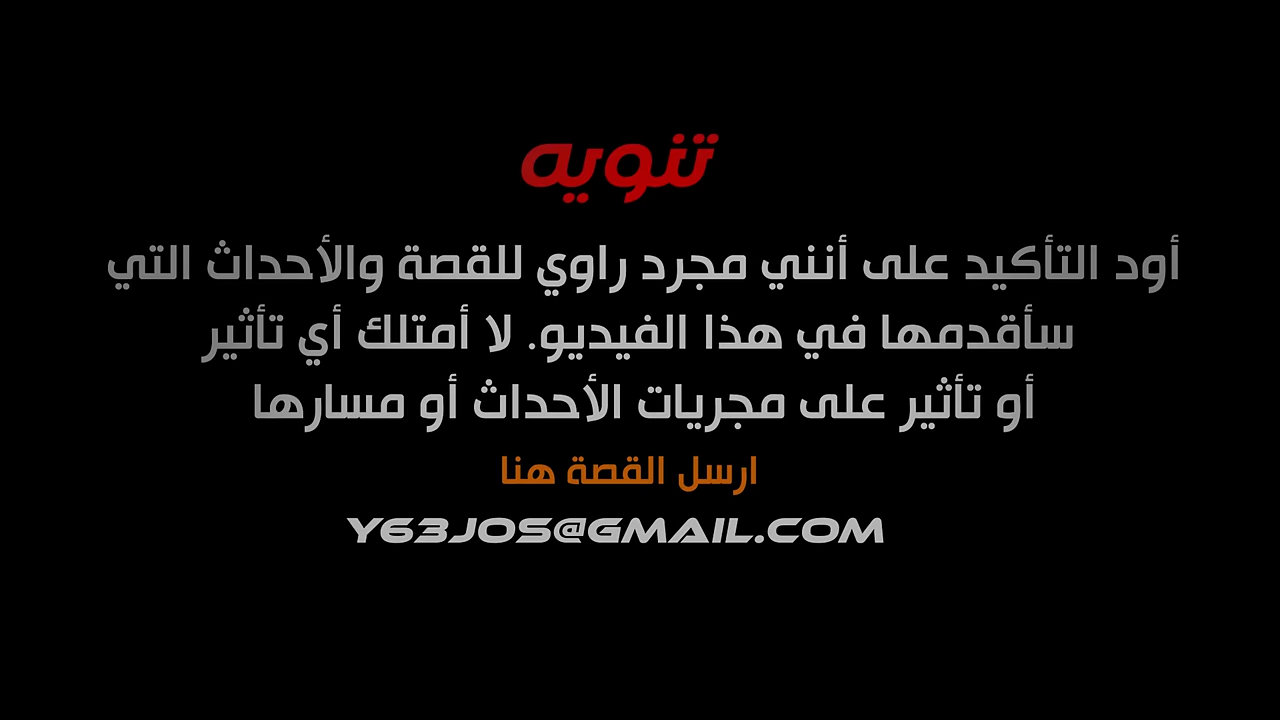 تنويه
أود التأكيد على أنني مجرد راوي للقصة والأحداث التي
سأقدمها في هذا الفيديو. لا أمتلك أي تأثير
أو تأثير على مجريات الأحداث أو مسارها
ارسل القصة هنا
Y63JOS@GMAIL.COM